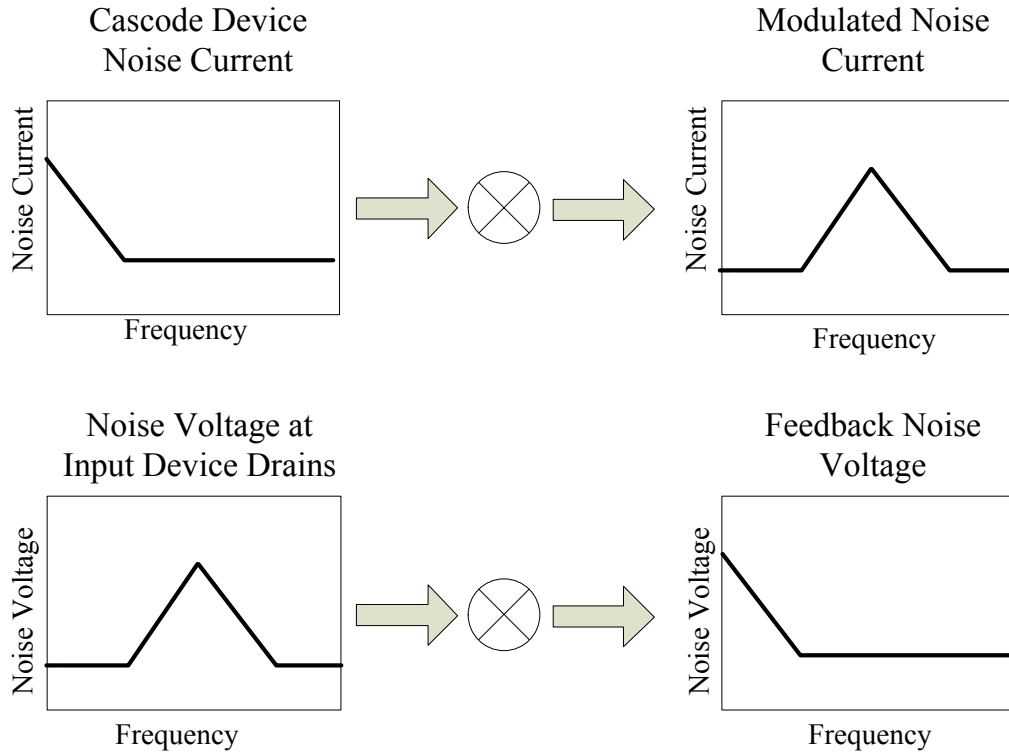 Cascode Device
Noise Current
Modulated Noise
Current
Noise Current
Noise Current
Frequency
Frequency
Noise Voltage at
Input Device Drains
Feedback Noise
Voltage
Noise Voltage
Noise Voltage
Frequency
Frequency